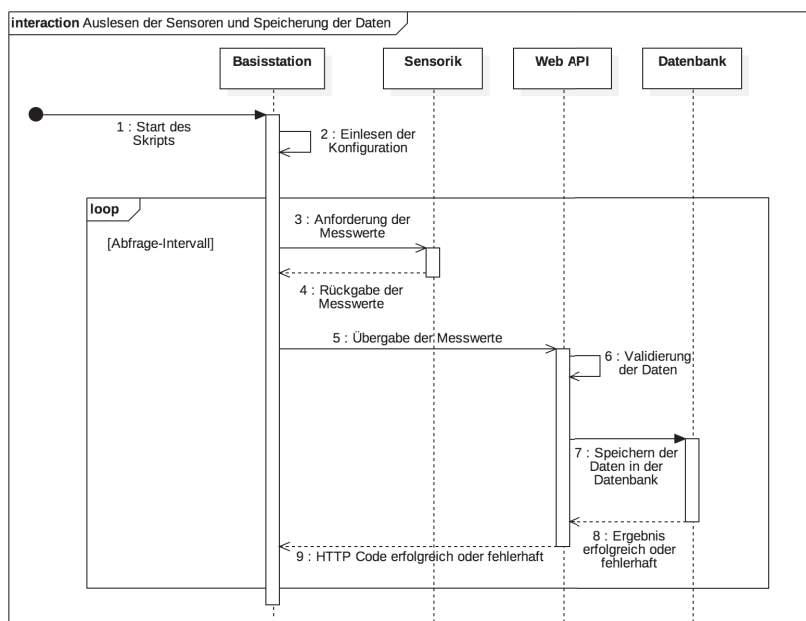 interaction Auslesen der Sensoren und Speicherung der Daten
Basisstation
Sensorik
Web API
Datenbank
1 : Start des
Skripts
2 : Einlesen der
Konfiguration
loop
[Abfrage-Intervall]
3 : Anforderung der
Messwerte
4 : Rückgabe der
Messwerte
5 : Übergabe der Messwerte
6 : Validierung
der Daten
7 : Speichern der
Daten in der
Datenbank
8 : Ergebnis
erfolgreich oder
fehlerhaft
9 : HTTP Code erfolgreich oder fehlerhaft